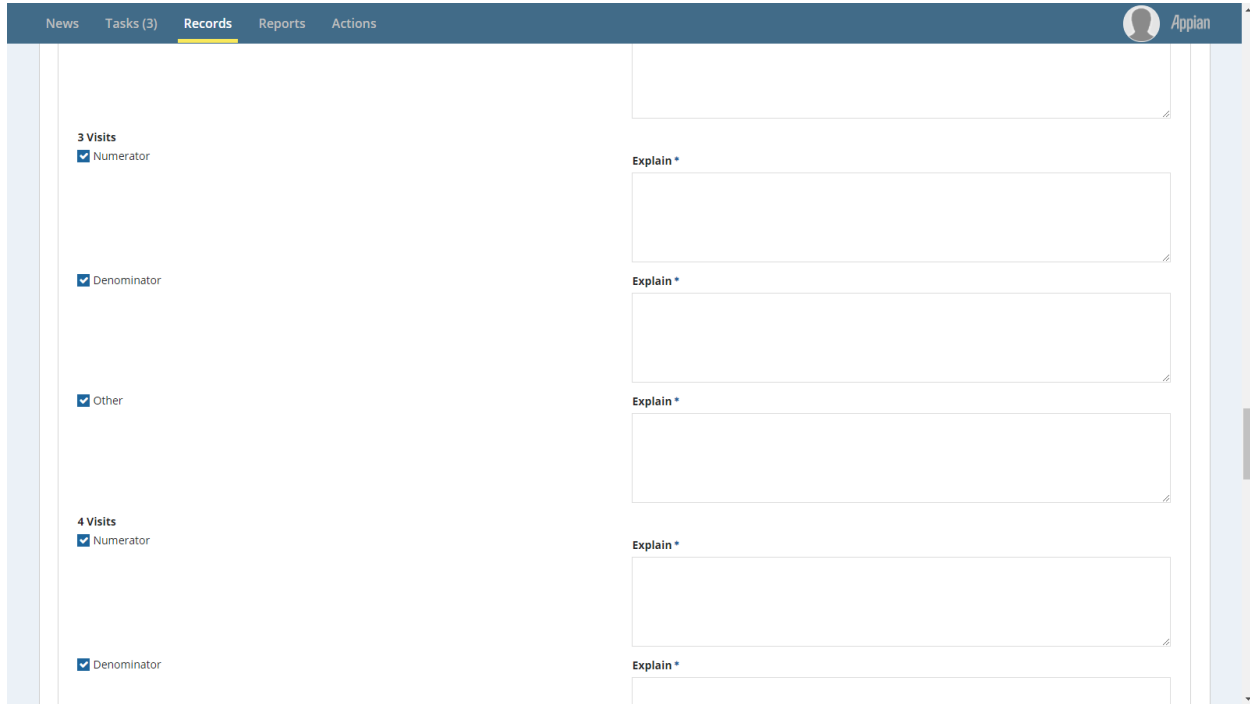 News Tasks (3) Records Reports Actions Appian
3 Visits
Numerator
Explain *
Denominator
Explain *
Other
Explain *
4 Visits
Numerator
Explain *
Denominator
Explain *